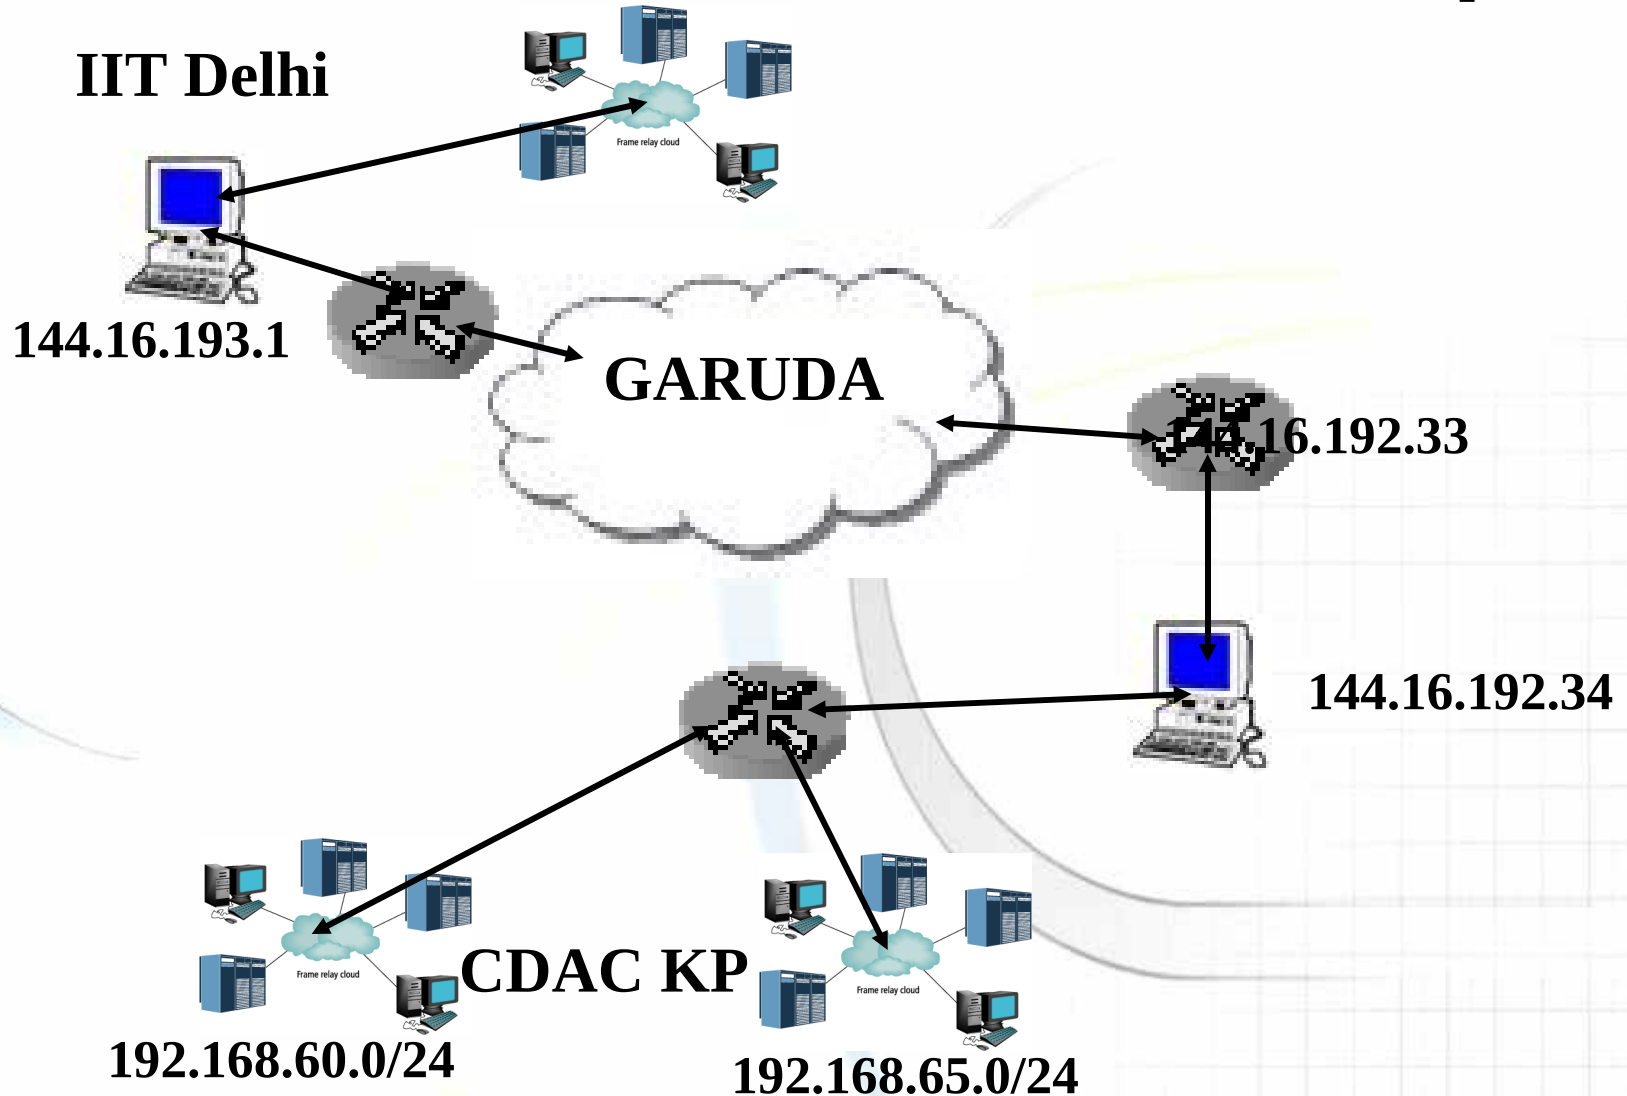 IIT Delhi
Frame relay cloud
144.16.193.1
GARUDA
144.16.192.33
144.16.192.34
Frame relay cloud
CDAC KP
Frame relay cloud
192.168.60.0/24
192.168.65.0/24